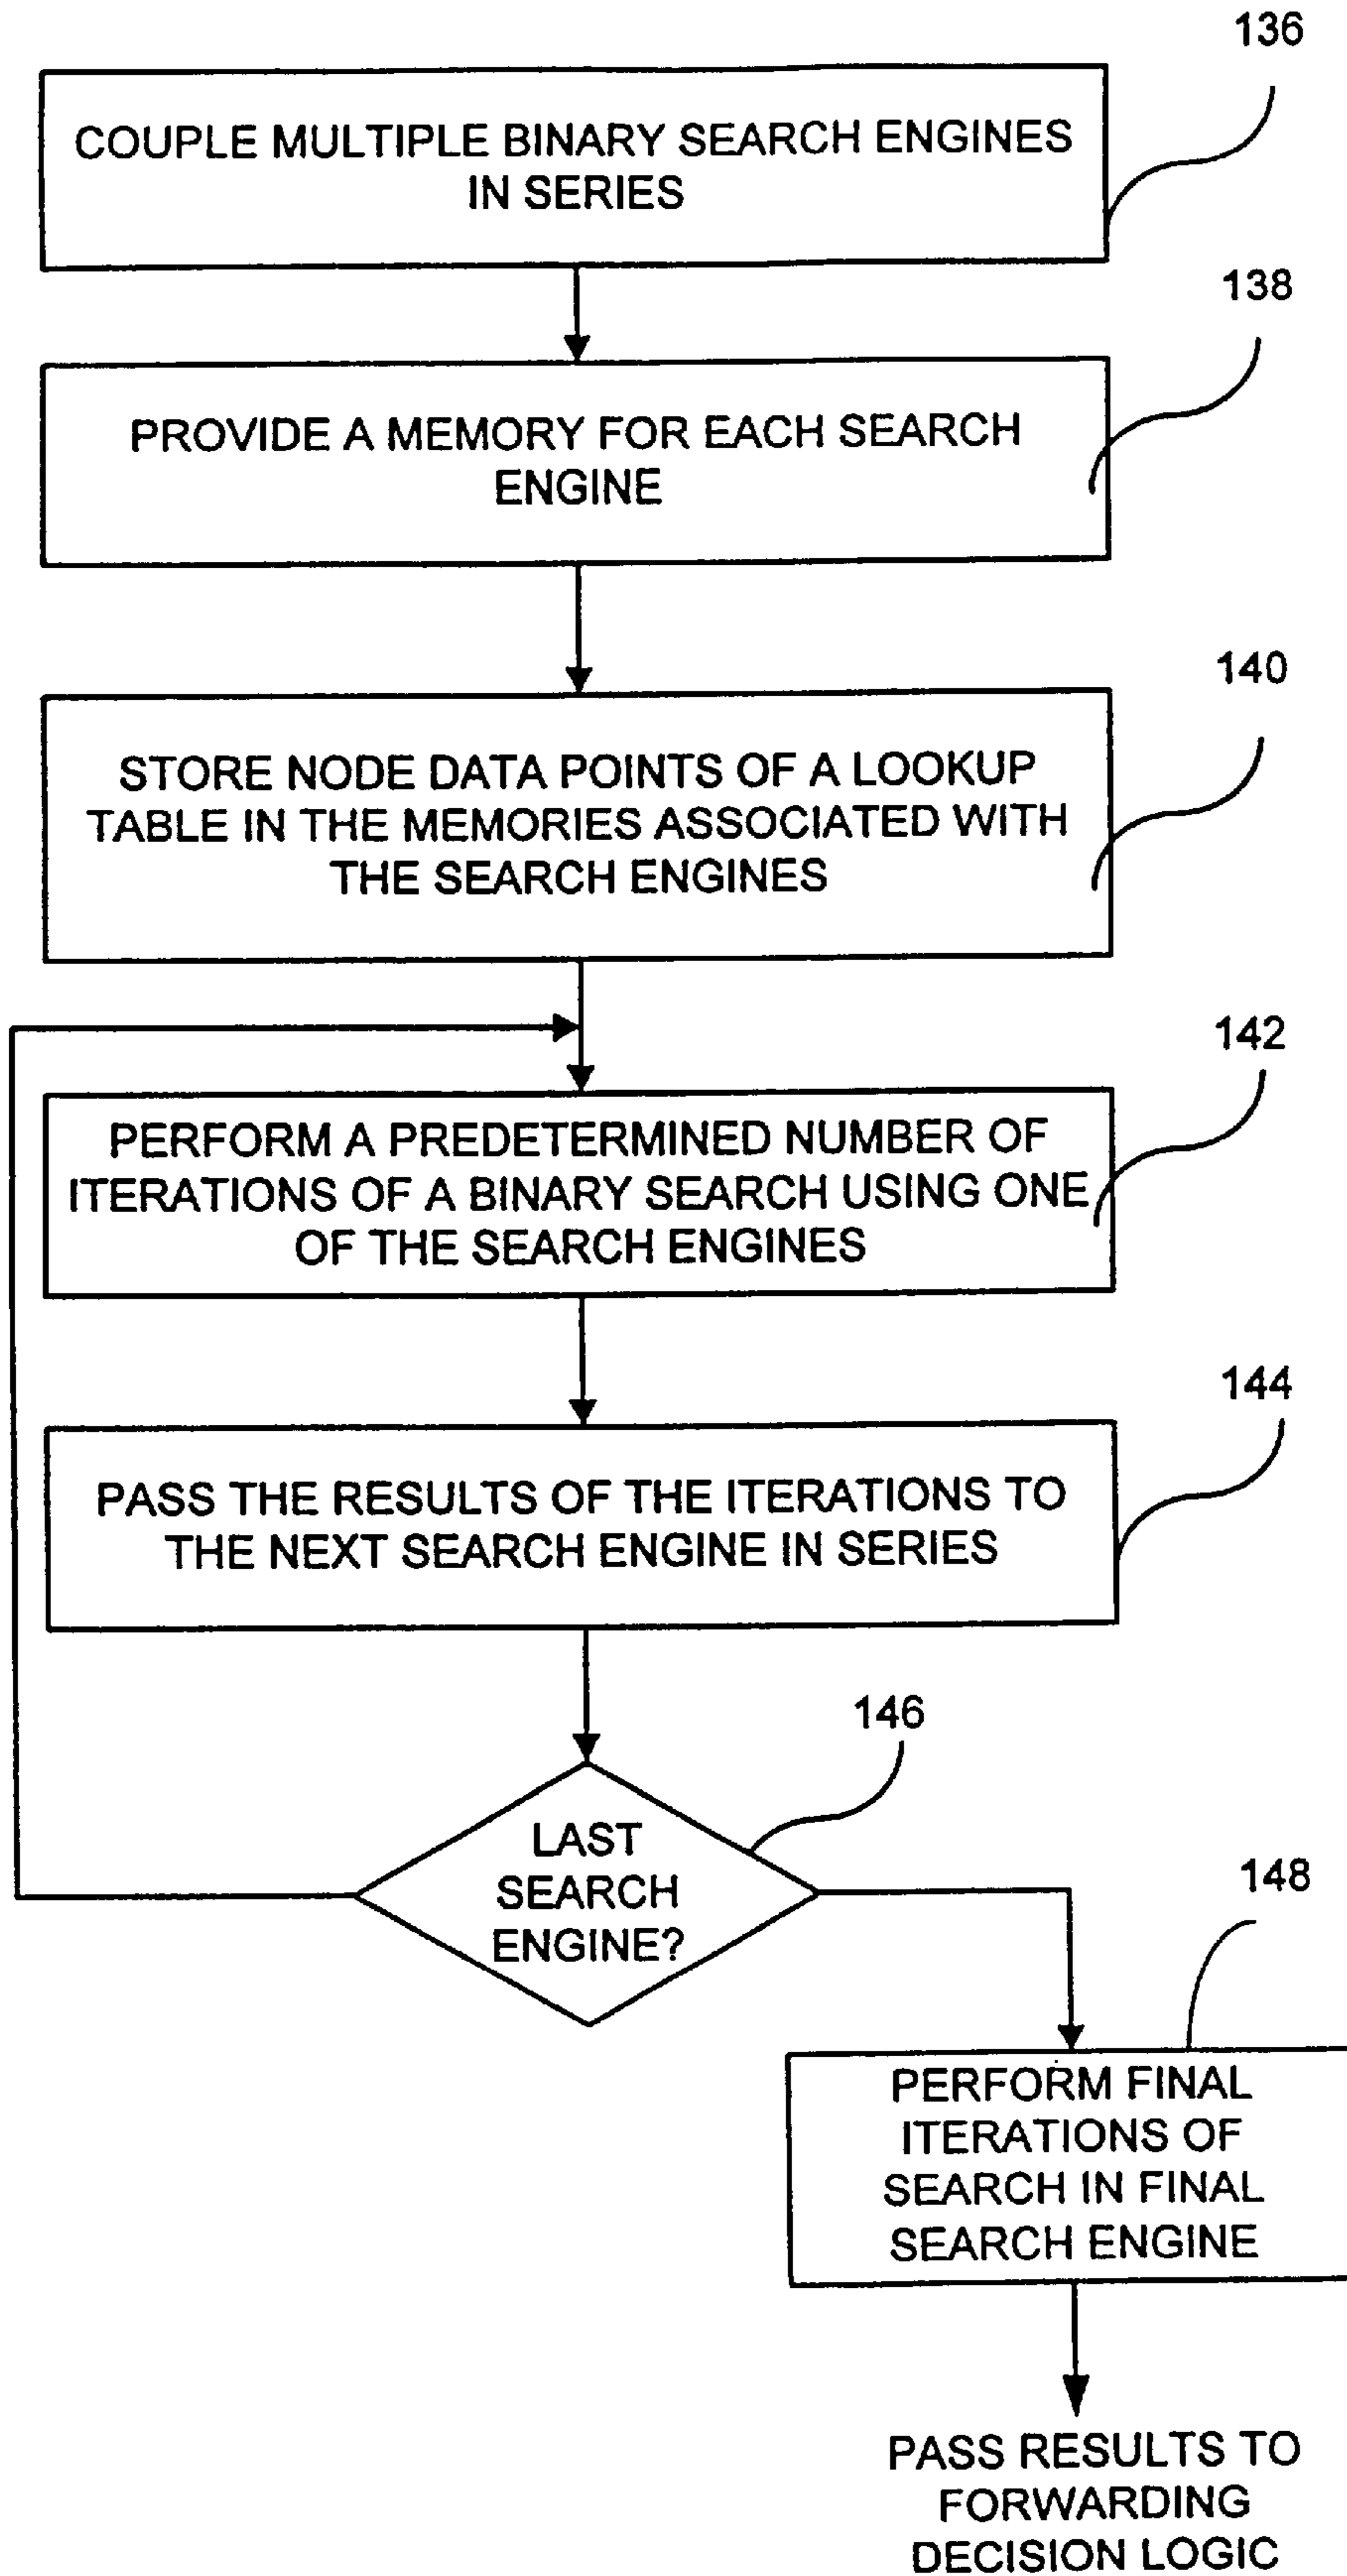 136
COUPLE MULTIPLE BINARY SEARCH ENGINES
IN SERIES
138
PROVIDE A MEMORY FOR EACH SEARCH
ENGINE
140
STORE NODE DATA POINTS OF A LOOKUP
TABLE IN THE MEMORIES ASSOCIATED WITH
THE SEARCH ENGINES
142
PERFORM A PREDETERMINED NUMBER OF
ITERATIONS OF A BINARY SEARCH USING ONE
OF THE SEARCH ENGINES
144
PASS THE RESULTS OF THE ITERATIONS TO
THE NEXT SEARCH ENGINE IN SERIES
146
LAST
SEARCH
ENGINE?
148
PERFORM FINAL
ITERATIONS OF
SEARCH IN FINAL
SEARCH ENGINE
PASS RESULTS TO
FORWARDING
DECISION LOGIC